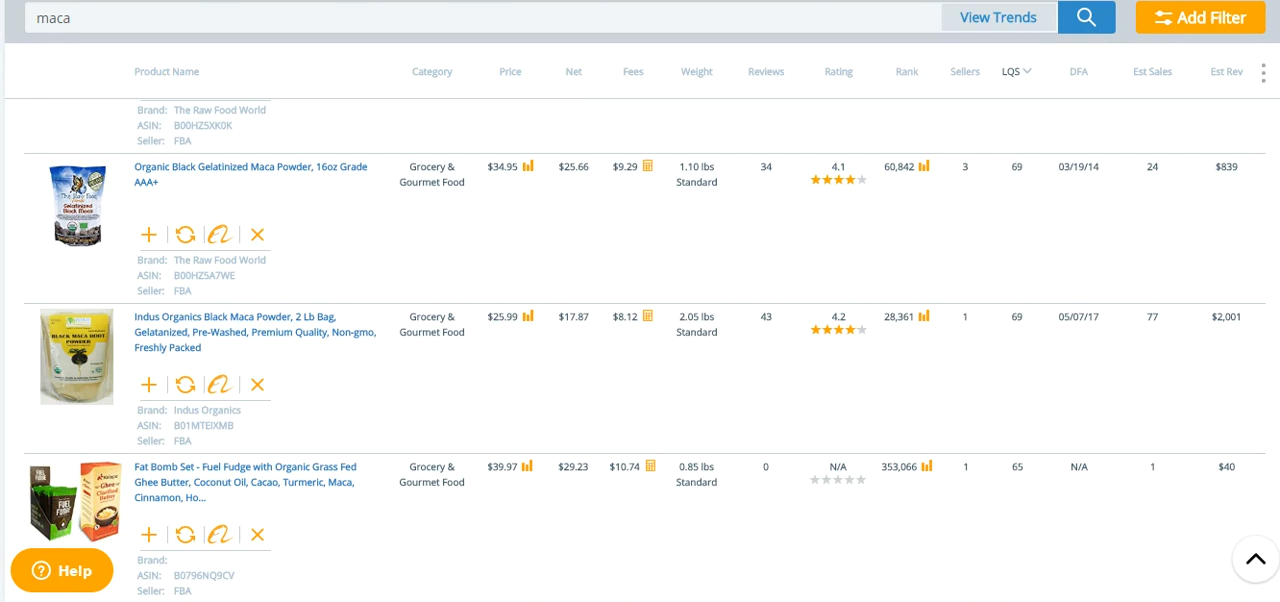 maca
View Trends
Add Filter
Product Name Category Price Net Fees Weight Reviews Rating Rank Sellers LQS DFA Est Sales Est Rev
Brand: The Raw Food World
ASIN: B00HZ5XK0K
Seller: FBA
Organic Black Gelatinized Maca Powder, 16oz Grade
AAA+
Grocery &
Gourmet Food
$34.95 $25.66 $9.29
1.10 lbs
Standard
34 4.1 60,842 3 69 03/19/14 24 $839
Brand: The Raw Food World
ASIN: B00HZ5A7WE
Seller: FBA
BLACK MACA ROOT
POWDER
Indus Organics Black Maca Powder, 2 Lb Bag,
Gelatanized, Pre-Washed, Premium Quality, Non-gmo,
Freshly Packed
Grocery &
Gourmet Food
$25.99 $17.87 $8.12
2.05 lbs
Standard
43 4.2 28,361 1 69 05/07/17 77 $2,001
Brand: Indus Organics
ASIN: B01MTEIXMB
Seller: FBA
FUEL
FUDGE
Ghee
Fat Bomb Set - Fuel Fudge with Organic Grass Fed
Ghee Butter, Coconut Oil, Cacao, Turmeric, Maca,
Cinnamon, Ho...
Grocery &
Gourmet Food
$39.97 $29.23 $10.74
0.85 lbs
Standard
0 N/A 353,066 1 65 N/A 1 $40
Brand:
ASIN: B0796NQ9CV
Seller: FBA
Help